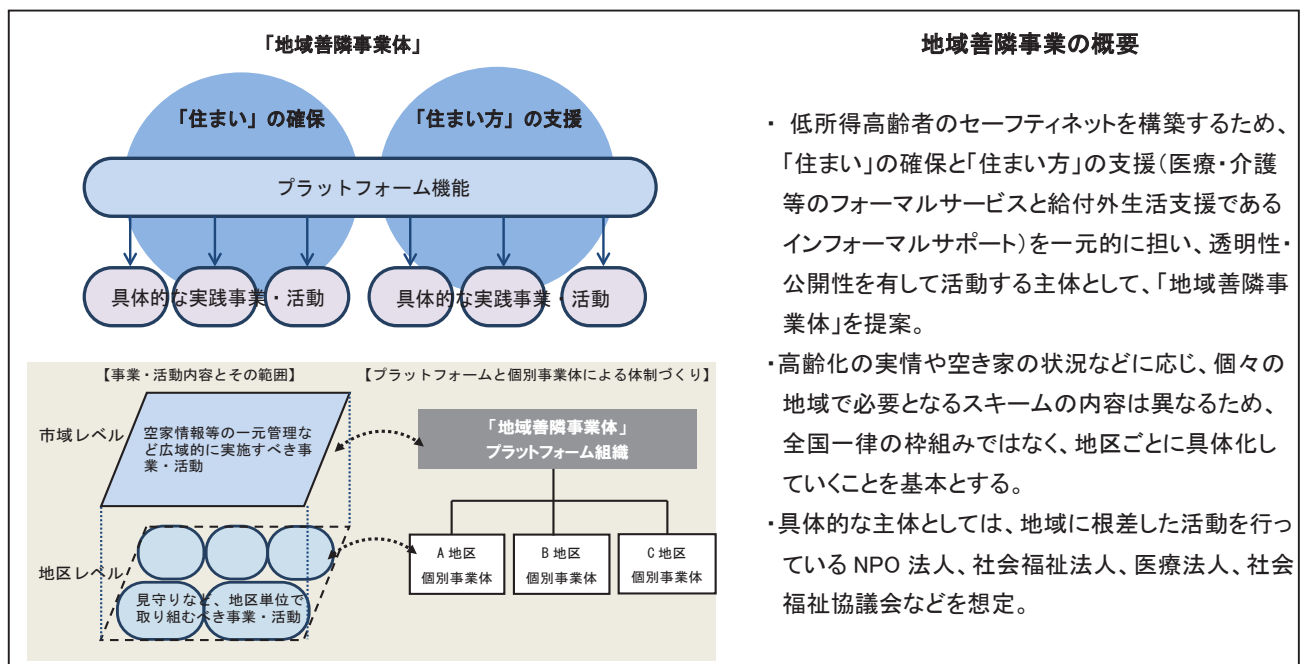 「地域善隣事業体」
「住まい」の確保
「住まい方」の支援
プラットフォーム機能
具体的な実践事業・活動
具体的な実践事業・活動
【事業・活動内容とその範囲】
【プラットフォームと個別事業体による体制づくり】
市域レベル
空家情報等の一元管理な
ど広域的に実施すべき事
業・活動
「地域善隣事業体」
プラットフォーム組織
地区レベル
見守りなど、地区単位で
取り組むべき事業・活動
A 地区
個別事業体
B 地区
個別事業体
C 地区
個別事業体
地域善隣事業の概要
・ 低所得高齢者のセーフティネットを構築するため、
「住まい」の確保と「住まい方」の支援（医療・介護
等のフォーマルサービスと給付外生活支援である
インフォーマルサポート）を一元的に担い、透明性・
公開性を有して活動する主体として、「地域善隣事
業体」を提案。
・高齢化の実情や空き家の状況などに応じ、個々の
地域で必要となるスキームの内容は異なるため、
全国一律の枠組みではなく、地区ごとに具体化し
ていくことを基本とする。
・具体的な主体としては、地域に根差した活動を行っ
ている NPO 法人、社会福祉法人、医療法人、社会
福祉協議会などを想定。